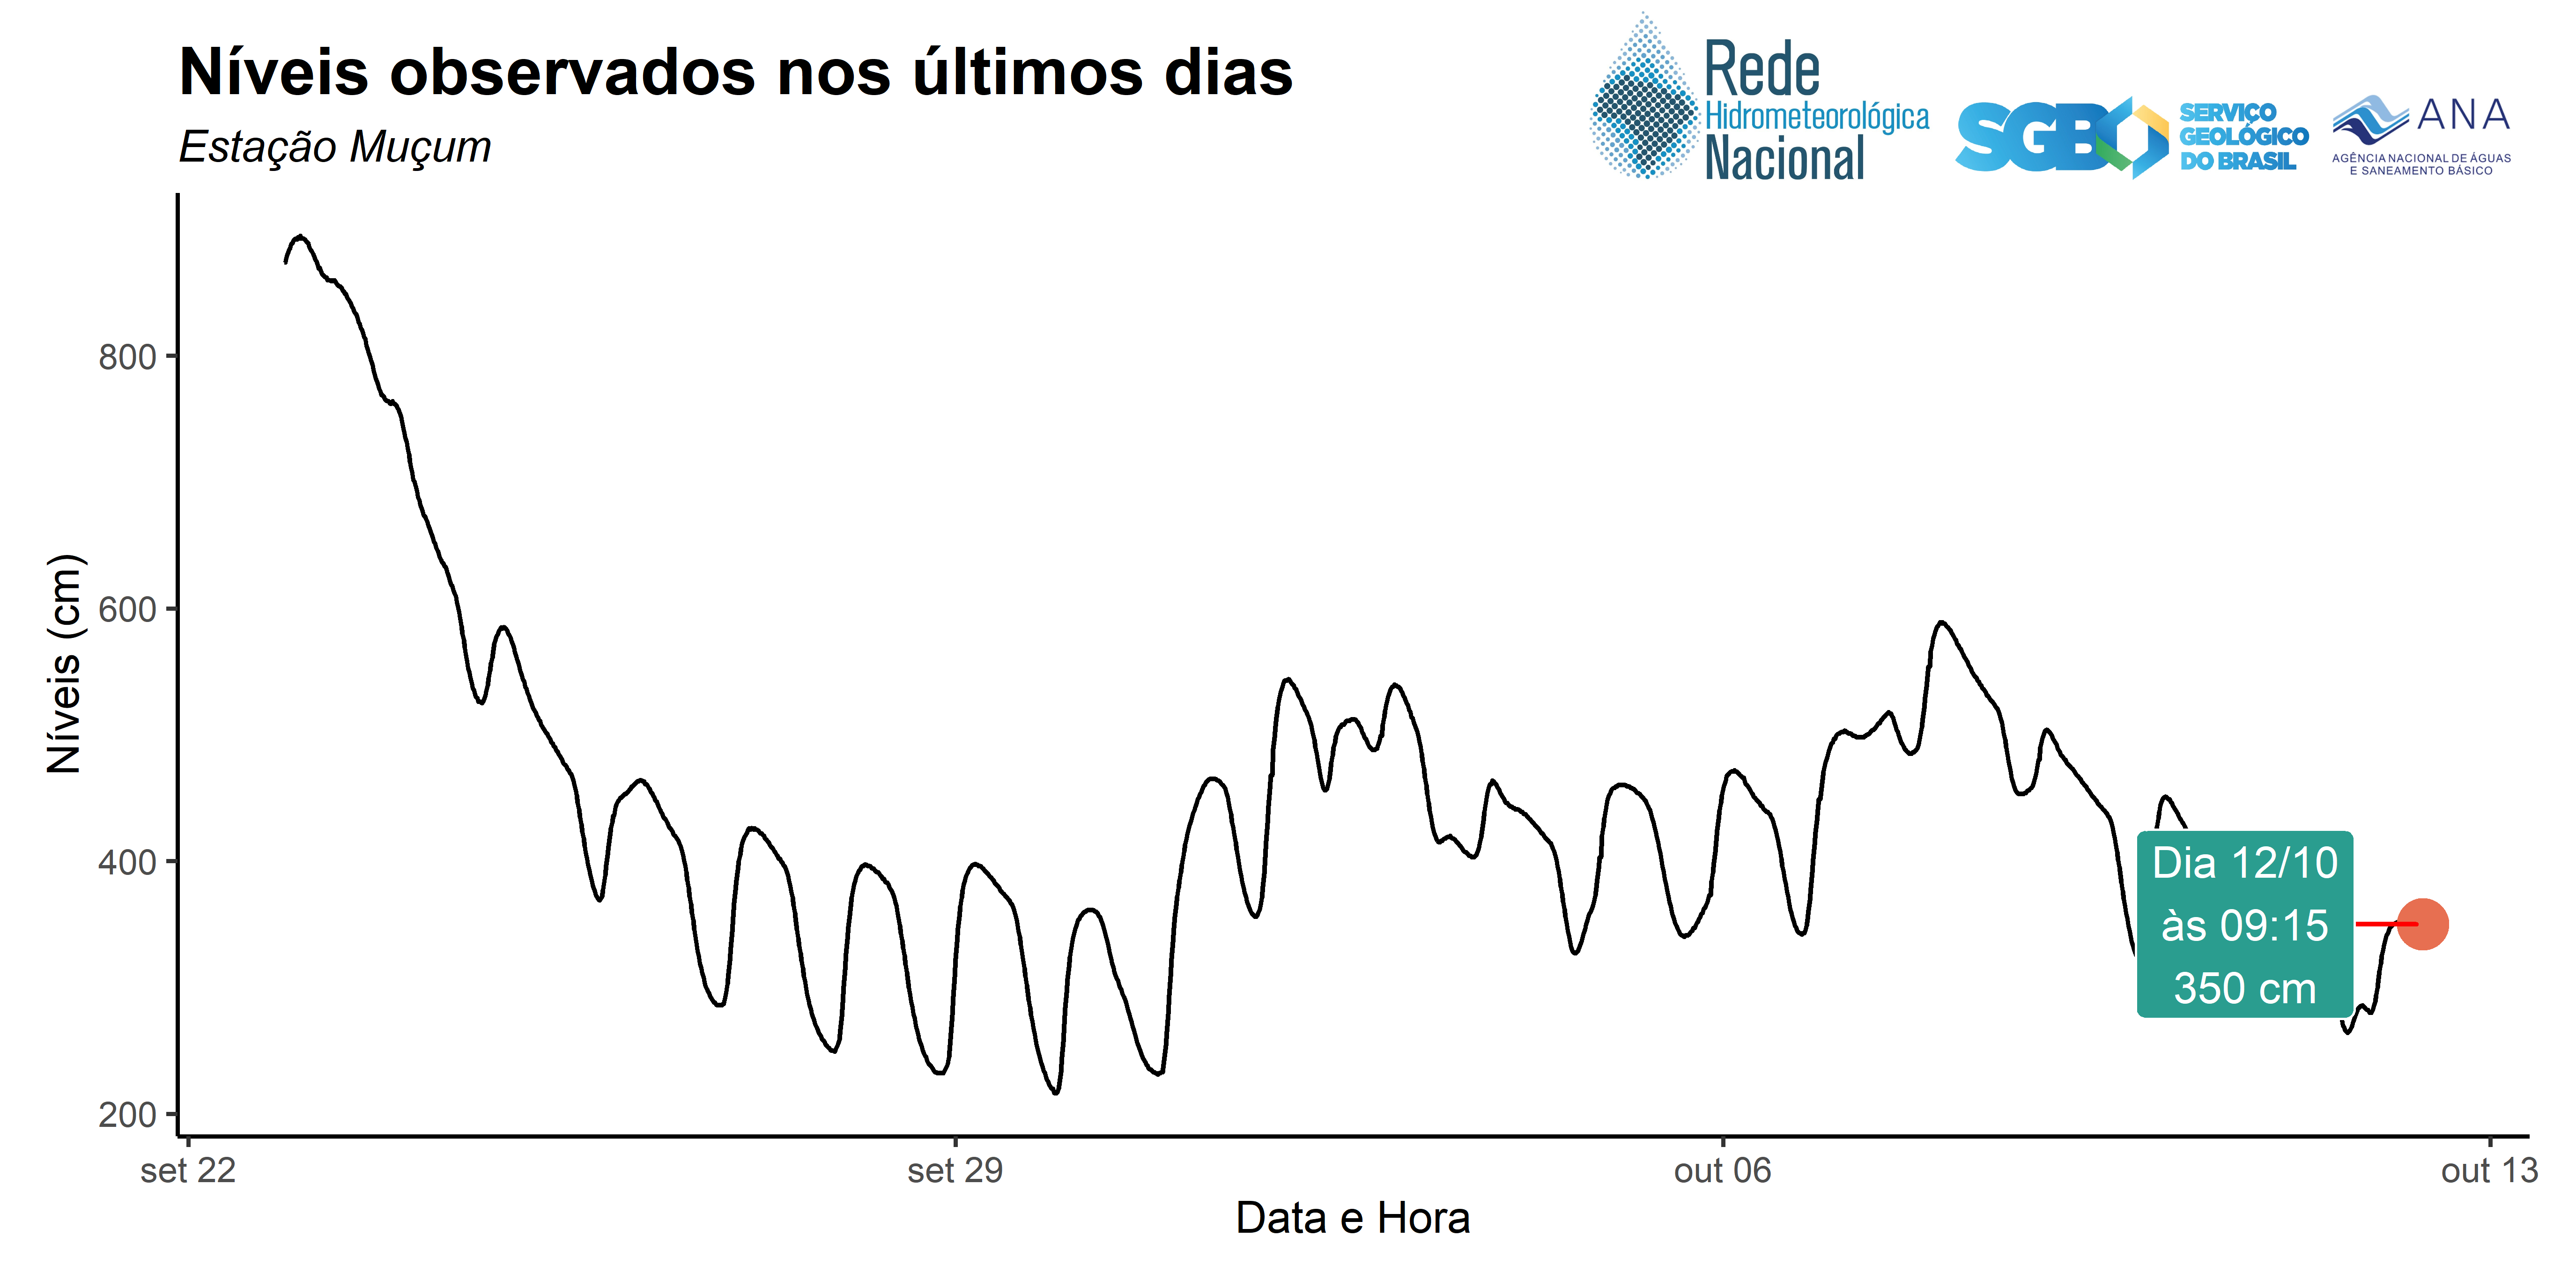 Níveis observados nos últimos dias
Estação Muçum
Rede
Hidrometeorológica
Nacional
SGB
SERVIÇO
GEOLÓGICO
DO BRASIL
ANA
AGÊNCIA NACIONAL DE ÁGUAS
E SANEAMENTO BÁSICO
Níveis (cm)
800
600
400
200
Dia 12/10
às 09:15
350 cm
set 22
set 29
out 06
out 13
Data e Hora